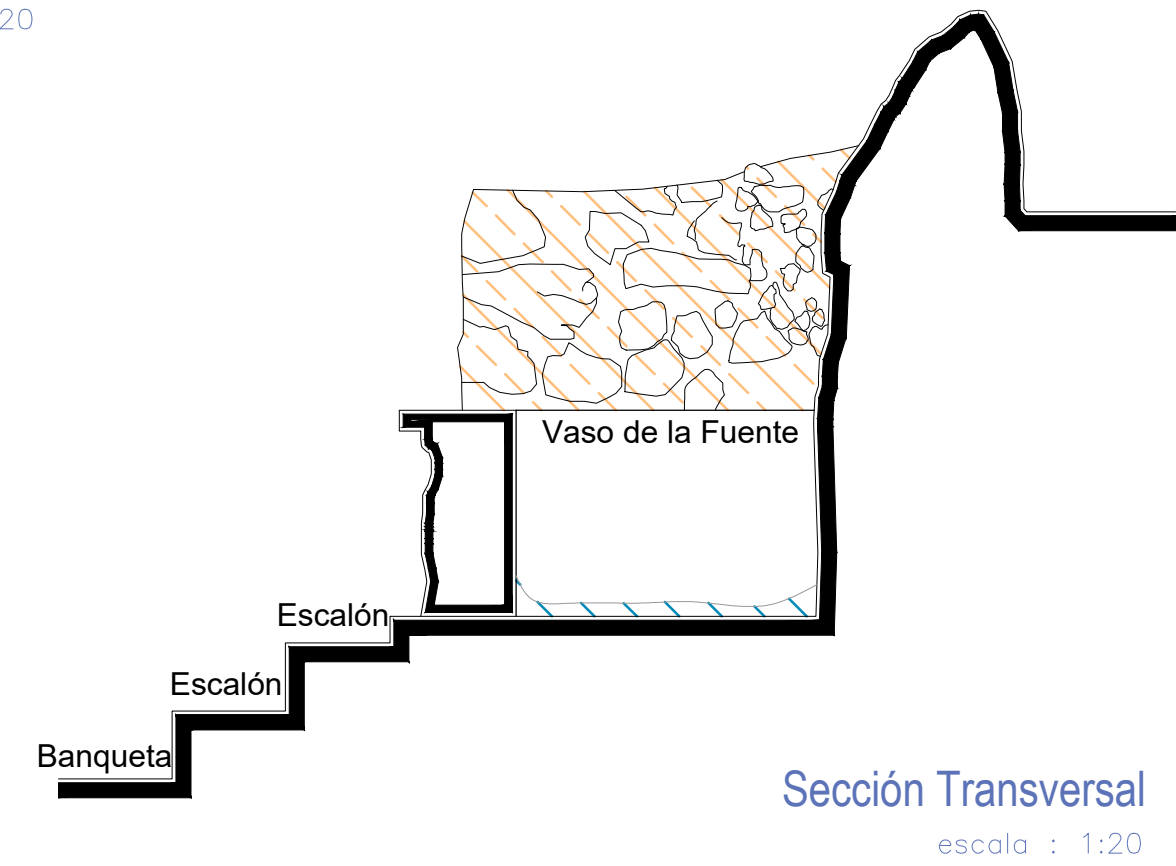 20
Vaso de la Fuente
Escalón
Escalón
Banqueta
Sección Transversal
escala : 1:20